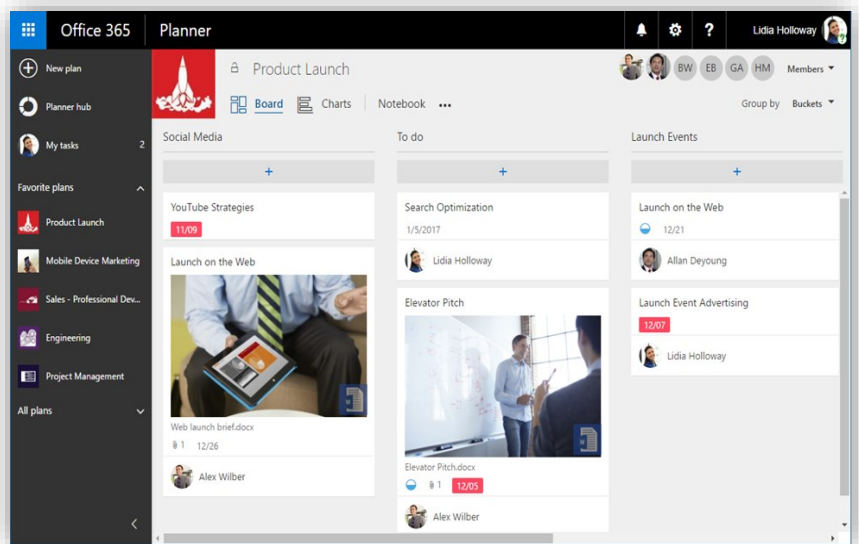 Office 365
Planner
?
Lidia Holloway
New plan
Planner hub
My tasks 2
Favorite plans
Product Launch
Mobile Device Marketing
Sales - Professional Dev...
Engineering
Project Management
All plans
Product Launch
BW EB GA HM Members
Board Charts Notebook ...
Group by Buckets
Social Media
+
YouTube Strategies
11/09
Launch on the Web
Web launch brief.docx
1 12/26
Alex Wilber
To do
+
Search Optimization
1/5/2017
Lidia Holloway
Elevator Pitch
Elevator Pitch.docx
1 12/05
Alex Wilber
Launch Events
+
Launch on the Web
12/21
Allan Deyoung
Launch Event Advertising
12/07
Lidia Holloway